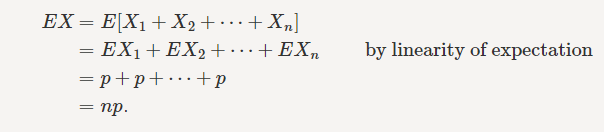 EX = E[X₁ + X₂ + ··· + Xₙ]
= EX₁ + EX₂ + ··· + EXₙ by linearity of expectation
= p + p + ··· + p
= np.